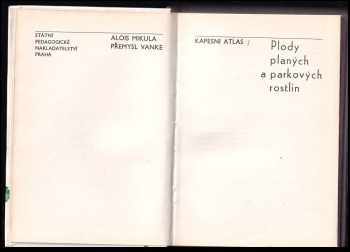 STÁTNÍ
PEDAGOGICKÉ
NAKLADATELSTVÍ
PRAHA
ALOIS MIKULA
PŘEMYSL VANKE
KAPESNÍ ATLAS /
Plody
planých
a parkových
rostlin